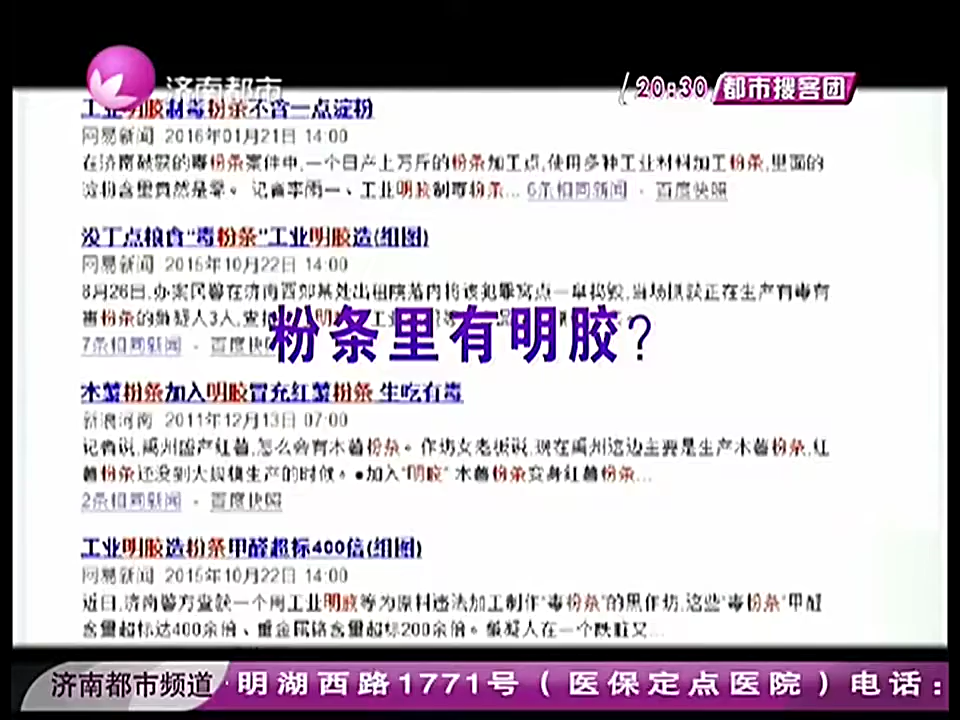 济南都市
20:30 都市搜客团
工业明胶制毒粉条不含一点淀粉
网易新闻 2016年01月21日 14:00
在济南破获的毒粉条案件中,一个日产上万斤的粉条加工点,使用多种工业材料加工粉条,里面的
淀粉含量竟然是零。 记者李雨一、工业明胶制毒粉条... 6条相同新闻 - 百度快照
没丁点粮食"毒粉条"工业明胶造(组图)
网易新闻 2015年10月22日 14:00
8月26日,办案民警在济南西郊某处出租院落内将该犯罪窝点一举捣毁,当场抓获正在生产有毒有
害粉条的嫌疑人3人,查
7条相同新闻 - 百度快
粉条里有明胶?
木薯粉条加入明胶冒充红薯粉条 生吃有毒
新浪河南 2011年12月13日 07:00
记者说,禹州盛产红薯,怎么会有木薯粉条。 作坊女老板说,现在禹州这边主要是生产木薯粉条,红
薯粉条还没到大规模生产的时候。 ●加入"明胶" 木薯粉条变身红薯粉条...
2条相同新闻 - 百度快照
工业明胶造粉条甲醛超标400倍(组图)
网易新闻 2015年10月22日 14:00
近日,济南警方查获一个用工业明胶等为原料违法加工制作"毒粉条"的黑作坊,这些"毒粉条"甲醛
含量超标达400余倍、重金属铬含量超标200余倍。嫌疑人在一个跌脏又...
济南都市频道 ·明湖西路1771号(医保定点医院)电话: